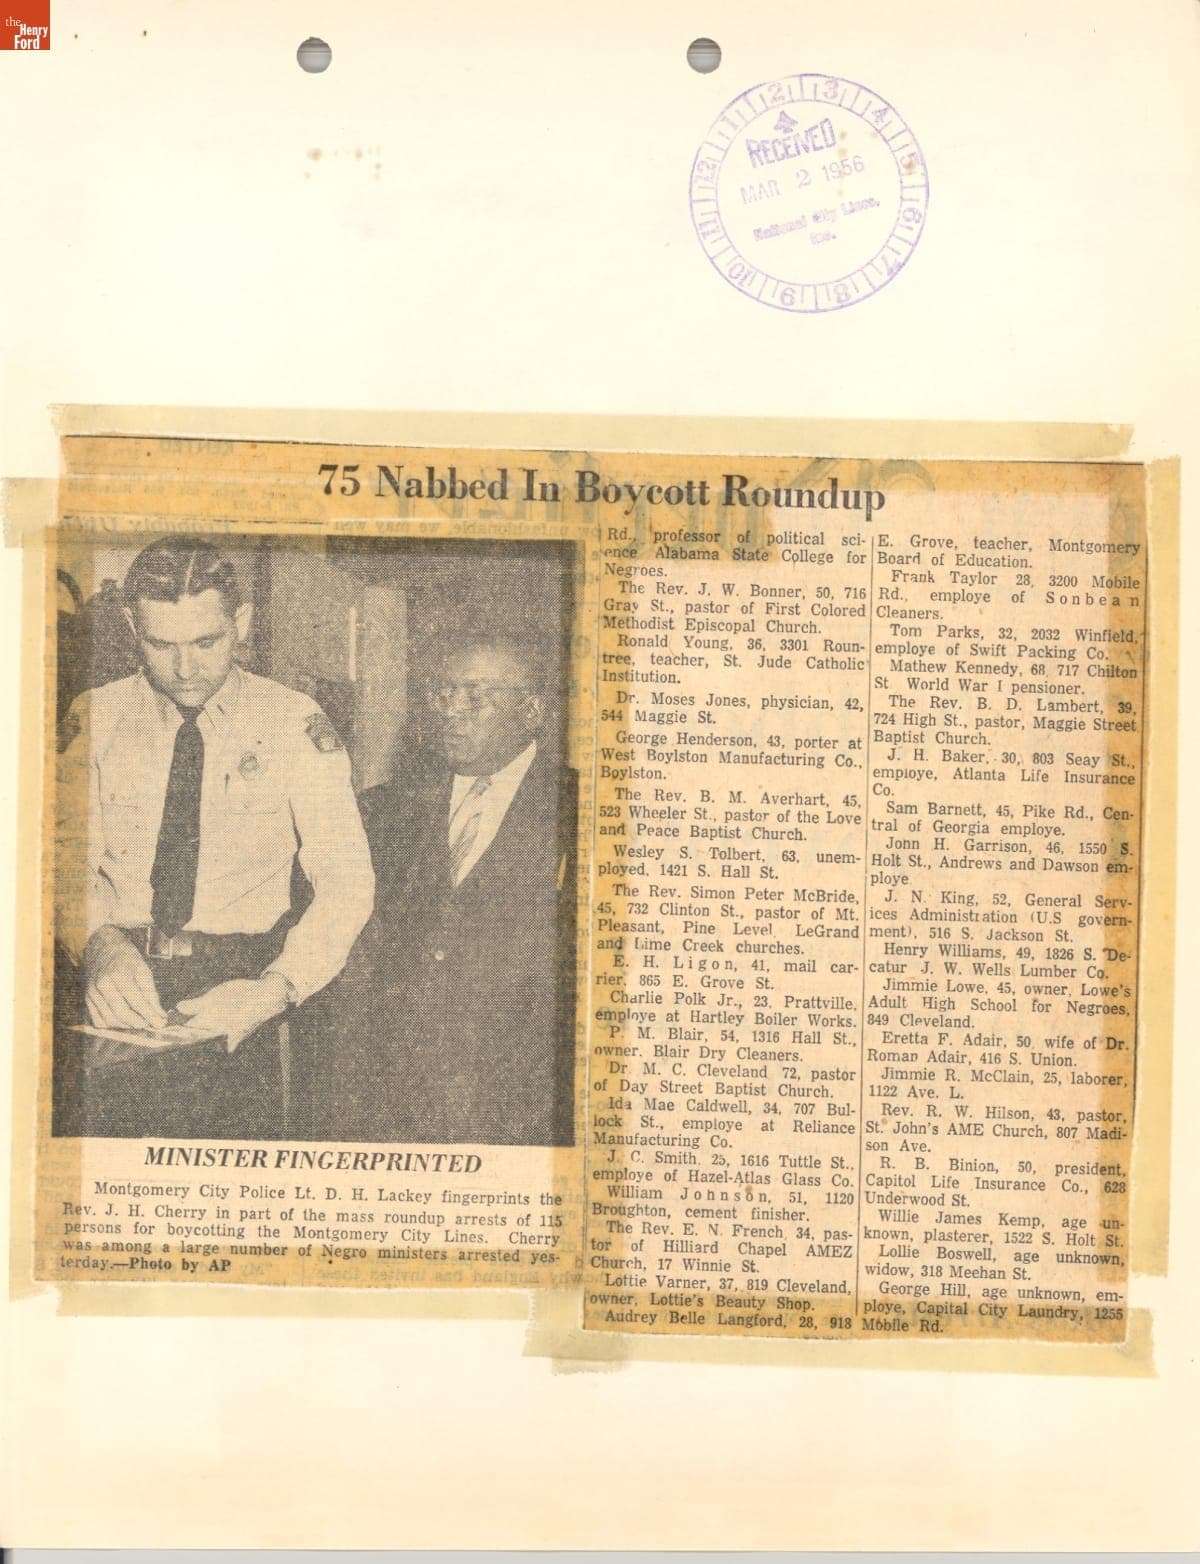 the
Henry
Ford
12 1 2 3 4 5 6 7 8 9 10 11
RECEIVED
MAR 2 1956
National City Lines,
Inc.
75 Nabbed In Boycott Roundup
MINISTER FINGERPRINTED
Montgomery City Police Lt. D. H. Lackey fingerprints the
Rev. J. H. Cherry in part of the mass roundup arrests of 115
persons for boycotting the Montgomery City Lines. Cherry
was among a large number of Negro ministers arrested yes-
terday.—Photo by AP
Rd., professor of political sci-
ence Alabama State College for
Negroes.
The Rev. J. W. Bonner, 50, 716
Gray St., pastor of First Colored
Methodist Episcopal Church.
Ronald Young, 36, 3301 Roun-
tree, teacher, St. Jude Catholic
Institution.
Dr. Moses Jones, physician, 42,
544 Maggie St.
George Henderson, 43, porter at
West Boylston Manufacturing Co.,
Boylston.
The Rev. B. M. Averhart, 45,
523 Wheeler St., pastor of the Love
and Peace Baptist Church.
Wesley S. Tolbert, 63, unem-
ployed, 1421 S. Hall St.
The Rev. Simon Peter McBride,
45, 732 Clinton St., pastor of Mt.
Pleasant, Pine Level, LeGrand
and Lime Creek churches.
E. H. Ligon, 41, mail car-
rier, 865 E. Grove St.
Charlie Polk Jr., 23, Prattville,
employe at Hartley Boiler Works.
P. M. Blair, 54, 1316 Hall St.,
owner, Blair Dry Cleaners.
Dr. M. C. Cleveland 72, pastor
of Day Street Baptist Church.
Ida Mae Caldwell, 34, 707 Bul-
lock St., employe at Reliance
Manufacturing Co.
J. C. Smith, 25, 1616 Tuttle St.,
employe of Hazel-Atlas Glass Co.
William Johnson, 51, 1120
Broughton, cement finisher.
The Rev. E. N. French, 34, pas-
tor of Hilliard Chapel AMEZ
Church, 17 Winnie St.
Lottie Varner, 37, 819 Cleveland,
owner, Lottie's Beauty Shop.
Audrey Belle Langford, 28, 918
E. Grove, teacher, Montgomery
Board of Education.
Frank Taylor 28, 3200 Mobile
Rd., employe of Sonbean
Cleaners.
Tom Parks, 32, 2032 Winfield,
employe of Swift Packing Co.
Mathew Kennedy, 68, 717 Chilton
St World War I pensioner.
The Rev. B. D. Lambert, 39,
724 High St., pastor, Maggie Street
Baptist Church.
J. H. Baker, 30, 803 Seay St.,
employe, Atlanta Life Insurance
Co.
Sam Barnett, 45, Pike Rd., Cen-
tral of Georgia employe.
John H. Garrison, 46, 1550 S.
Holt St., Andrews and Dawson em-
ploye.
J. N. King, 52, General Serv-
ices Administration (U.S govern-
ment), 516 S. Jackson St.
Henry Williams, 49, 1826 S. De-
catur J. W. Wells Lumber Co.
Jimmie Lowe, 45, owner, Lowe's
Adult High School for Negroes,
849 Cleveland.
Eretta F. Adair, 50, wife of Dr.
Roman Adair, 416 S. Union.
Jimmie R. McClain, 25, laborer,
1122 Ave. L.
Rev. R. W. Hilson, 43, pastor,
St. John's AME Church, 807 Madi-
son Ave.
R. B. Binion, 50, president,
Capitol Life Insurance Co., 628
Underwood St.
Willie James Kemp, age un-
known, plasterer, 1522 S. Holt St.
Lollie Boswell, age unknown,
widow, 318 Meehan St.
George Hill, age unknown, em-
ploye, Capital City Laundry, 1255
Mobile Rd.